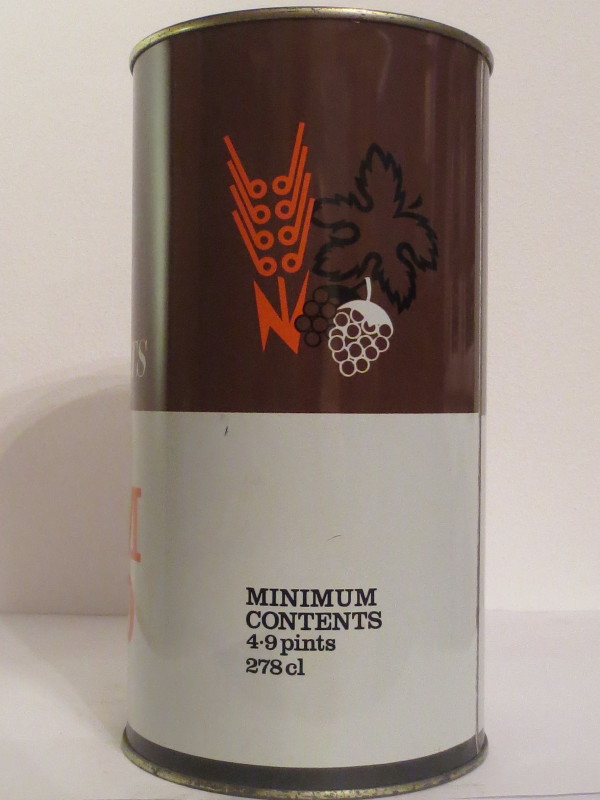 MINIMUM
CONTENTS
4·9 pints
278 cl